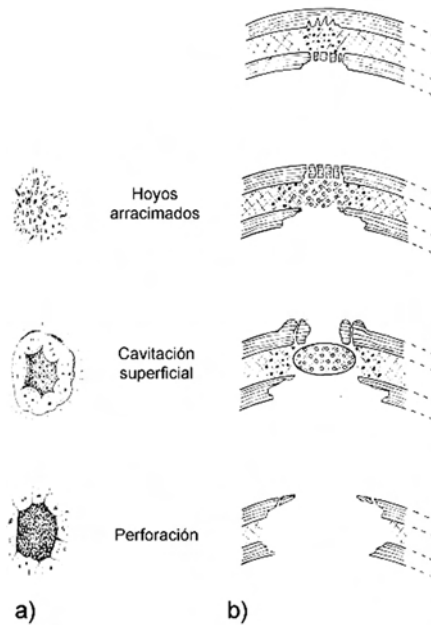 Hoyos
arracimados
Cavitación
superficial
Perforación
a)
b)